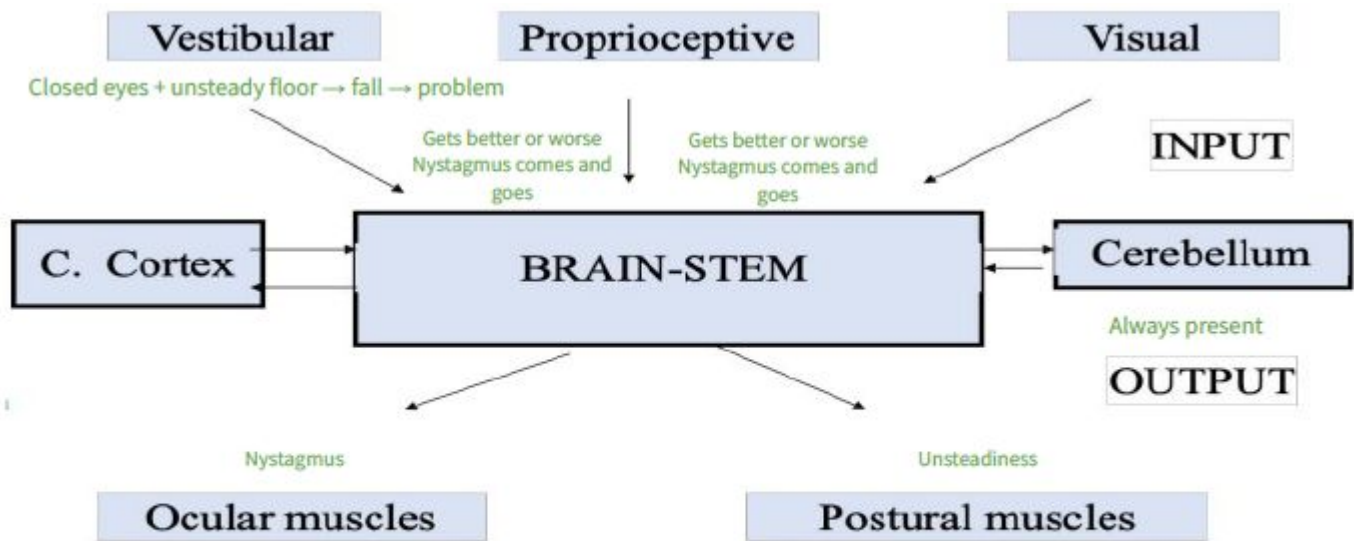 Vestibular
Proprioceptive
Visual
Closed eyes + unsteady floor → fall → problem
Gets better or worse
Nystagmus comes and
goes
Gets better or worse
Nystagmus comes and
goes
INPUT
C. Cortex
BRAIN-STEM
Cerebellum
Always present
OUTPUT
Nystagmus
Unsteadiness
Ocular muscles
Postural muscles